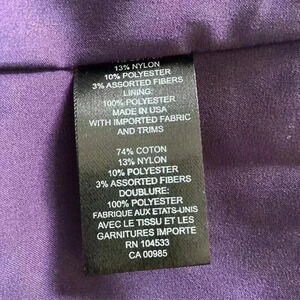 13% NYLON
10% POLYESTER
3% ASSORTED FIBERS
LINING:
100% POLYESTER
MADE IN USA
WITH IMPORTED FABRIC
AND TRIMS
74% COTON
13% NYLON
10% POLYESTER
3% ASSORTED FIBERS
DOUBLURE:
100% POLYESTER
FABRIQUE AUX ETATS-UNIS
AVEC LE TISSU ET LES
GARNITURES IMPORTÉ
RN 104533
CA 00985